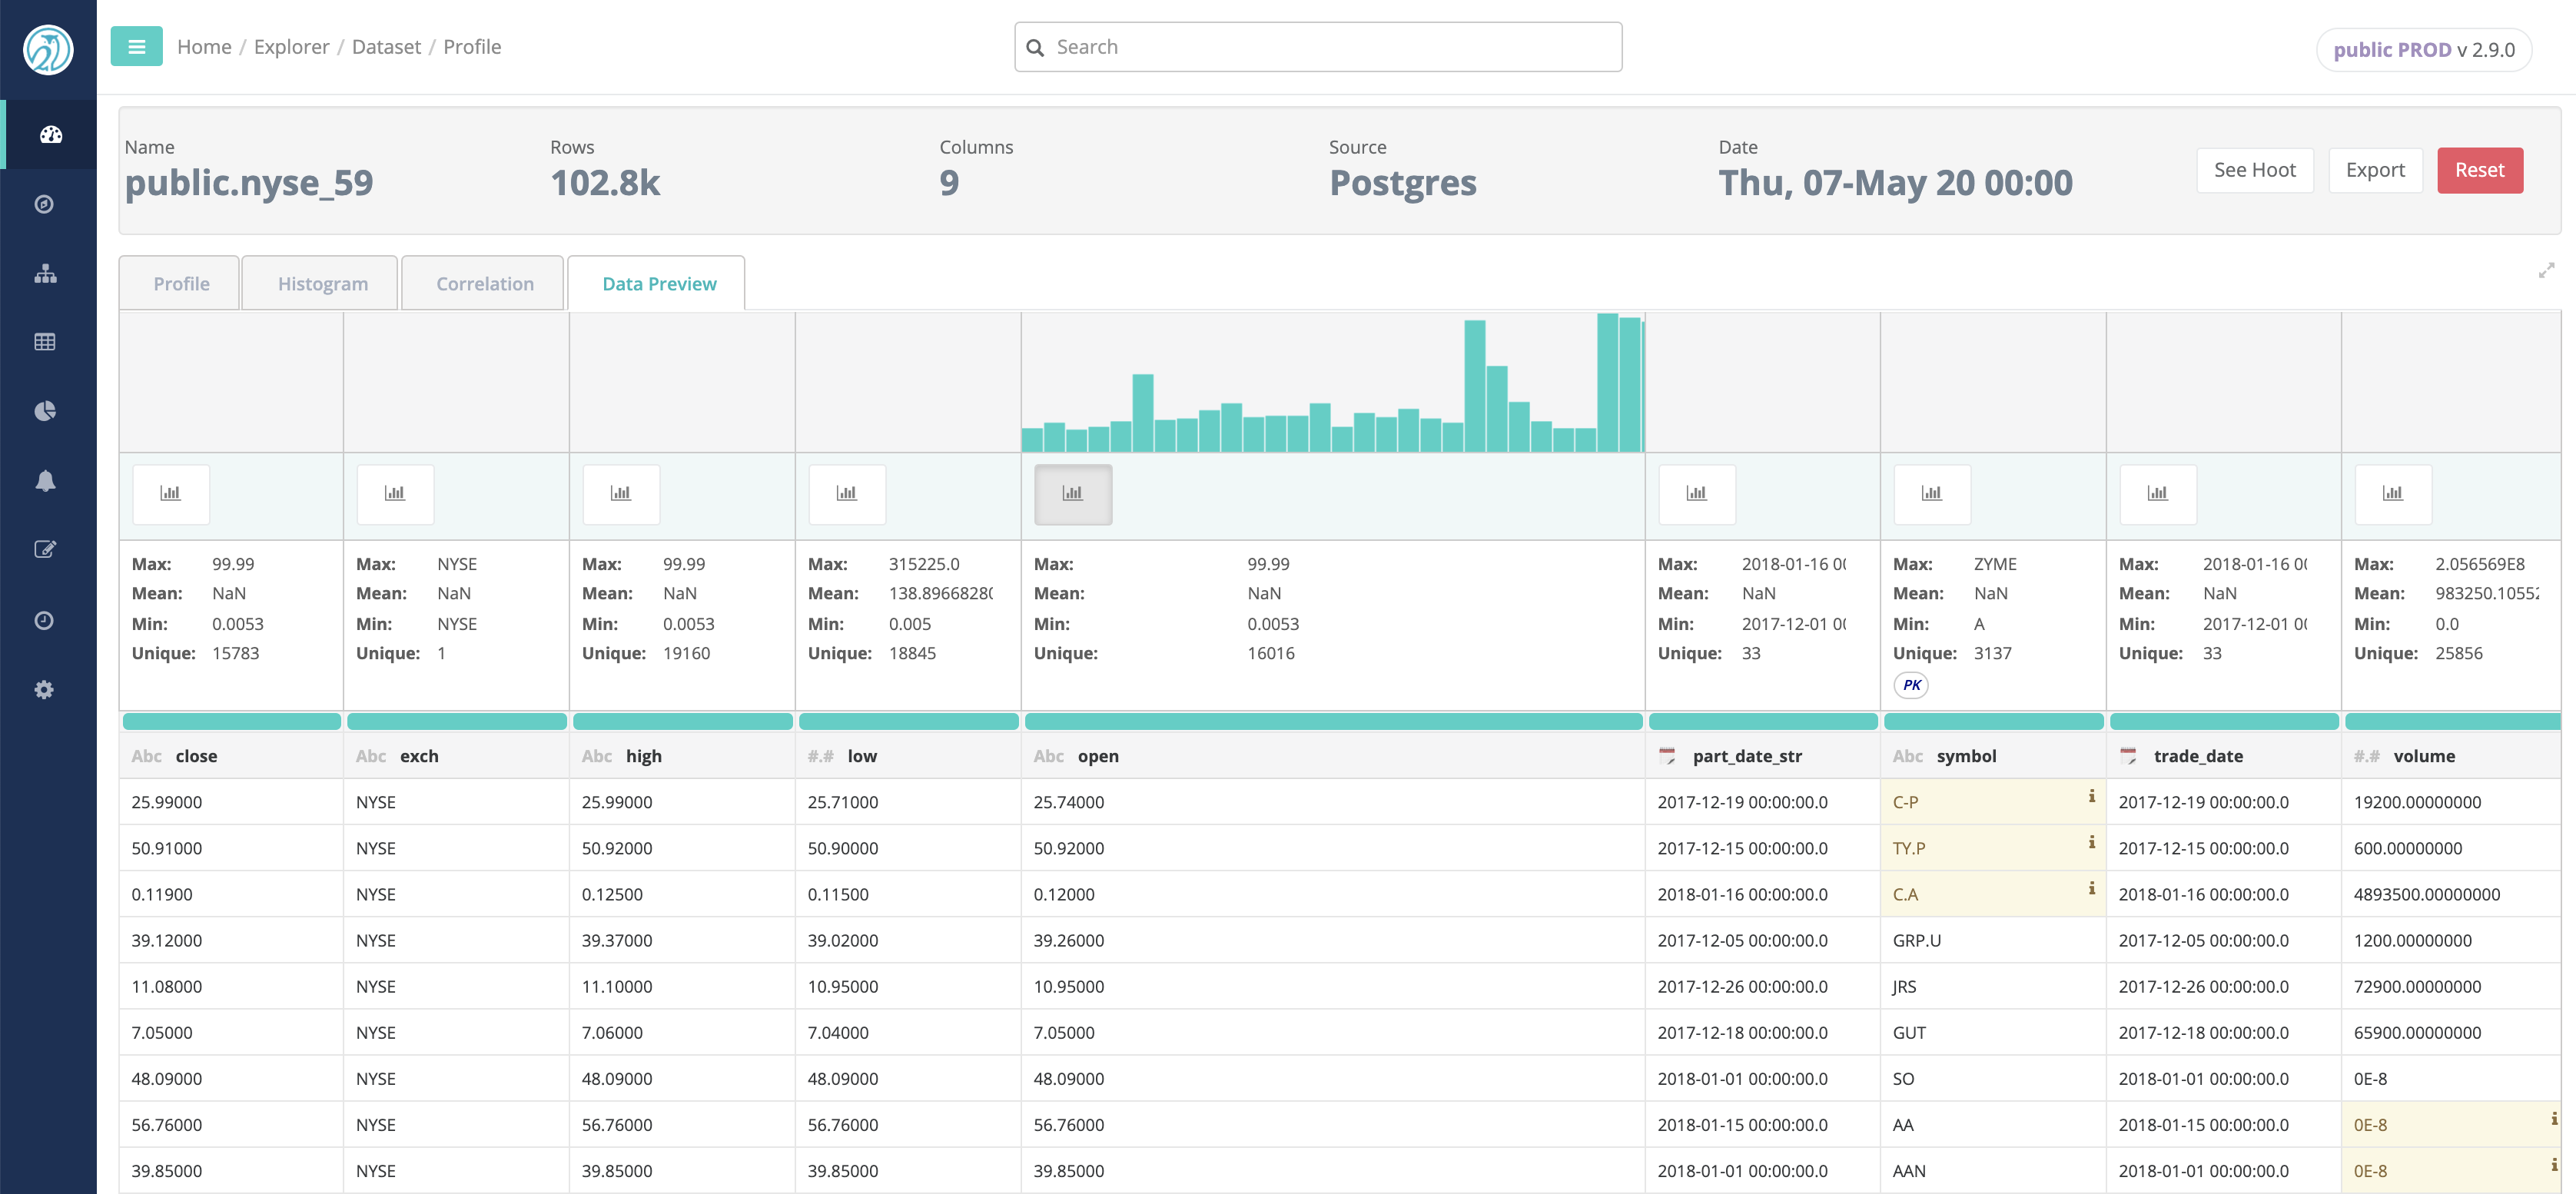 Home / Explorer / Dataset / Profile
Search
public PROD v 2.9.0
Name Rows Columns Source Date
public.nyse_59 102.8k 9 Postgres Thu, 07-May 20 00:00
See Hoot Export Reset
Profile Histogram Correlation Data Preview
Max: 99.99 Max: NYSE Max: 99.99 Max: 315225.0 Max: 99.99 Max: 2018-01-16 Max: ZYME Max: 2018-01-16 Max: 2.056569E8
Mean: NaN Mean: NaN Mean: NaN Mean: 138.8966828 Mean: NaN Mean: NaN Mean: NaN Mean: NaN Mean: 983250.1055
Min: 0.0053 Min: NYSE Min: 0.0053 Min: 0.005 Min: 0.0053 Min: 2017-12-01 Min: A Min: 2017-12-01 Min: 0.0
Unique: 15783 Unique: 1 Unique: 19160 Unique: 18845 Unique: 16016 Unique: 33 Unique: 3137 Unique: 33 Unique: 25856
PK
Abc close Abc exch Abc high #.# low Abc open part_date_str Abc symbol trade_date #.# volume
25.99000 NYSE 25.99000 25.71000 25.74000 2017-12-19 00:00:00.0 C-P 2017-12-19 00:00:00.0 19200.00000000
50.91000 NYSE 50.92000 50.90000 50.92000 2017-12-15 00:00:00.0 TY.P 2017-12-15 00:00:00.0 600.00000000
0.11900 NYSE 0.12500 0.11500 0.12000 2018-01-16 00:00:00.0 C.A 2018-01-16 00:00:00.0 4893500.00000000
39.12000 NYSE 39.37000 39.02000 39.26000 2017-12-05 00:00:00.0 GRP.U 2017-12-05 00:00:00.0 1200.00000000
11.08000 NYSE 11.10000 10.95000 10.95000 2017-12-26 00:00:00.0 JRS 2017-12-26 00:00:00.0 72900.00000000
7.05000 NYSE 7.06000 7.04000 7.05000 2017-12-18 00:00:00.0 GUT 2017-12-18 00:00:00.0 65900.00000000
48.09000 NYSE 48.09000 48.09000 48.09000 2018-01-01 00:00:00.0 SO 2018-01-01 00:00:00.0 0E-8
56.76000 NYSE 56.76000 56.76000 56.76000 2018-01-15 00:00:00.0 AA 2018-01-15 00:00:00.0 0E-8
39.85000 NYSE 39.85000 39.85000 39.85000 2018-01-01 00:00:00.0 AAN 2018-01-01 00:00:00.0 0E-8